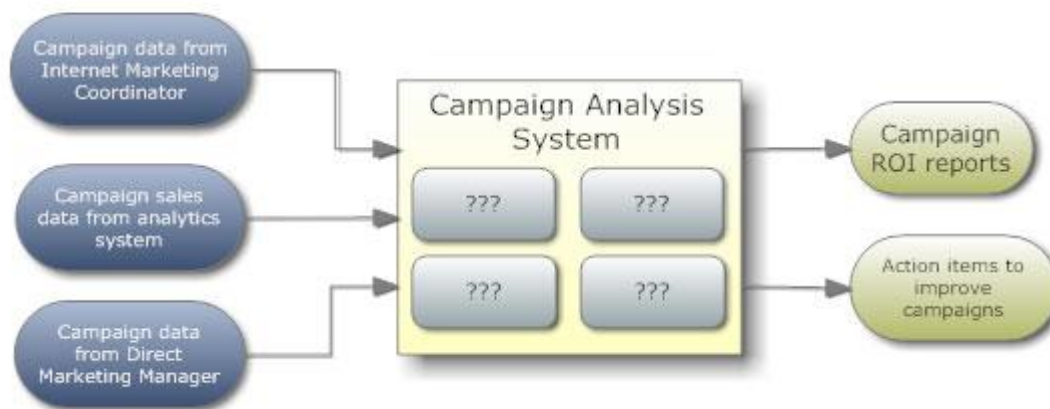 Campaign data from
Internet Marketing
Coordinator
Campaign sales
data from analytics
system
Campaign data
from Direct
Marketing Manager
Campaign Analysis
System
???
???
???
???
Campaign
ROI reports
Action items to
improve
campaigns